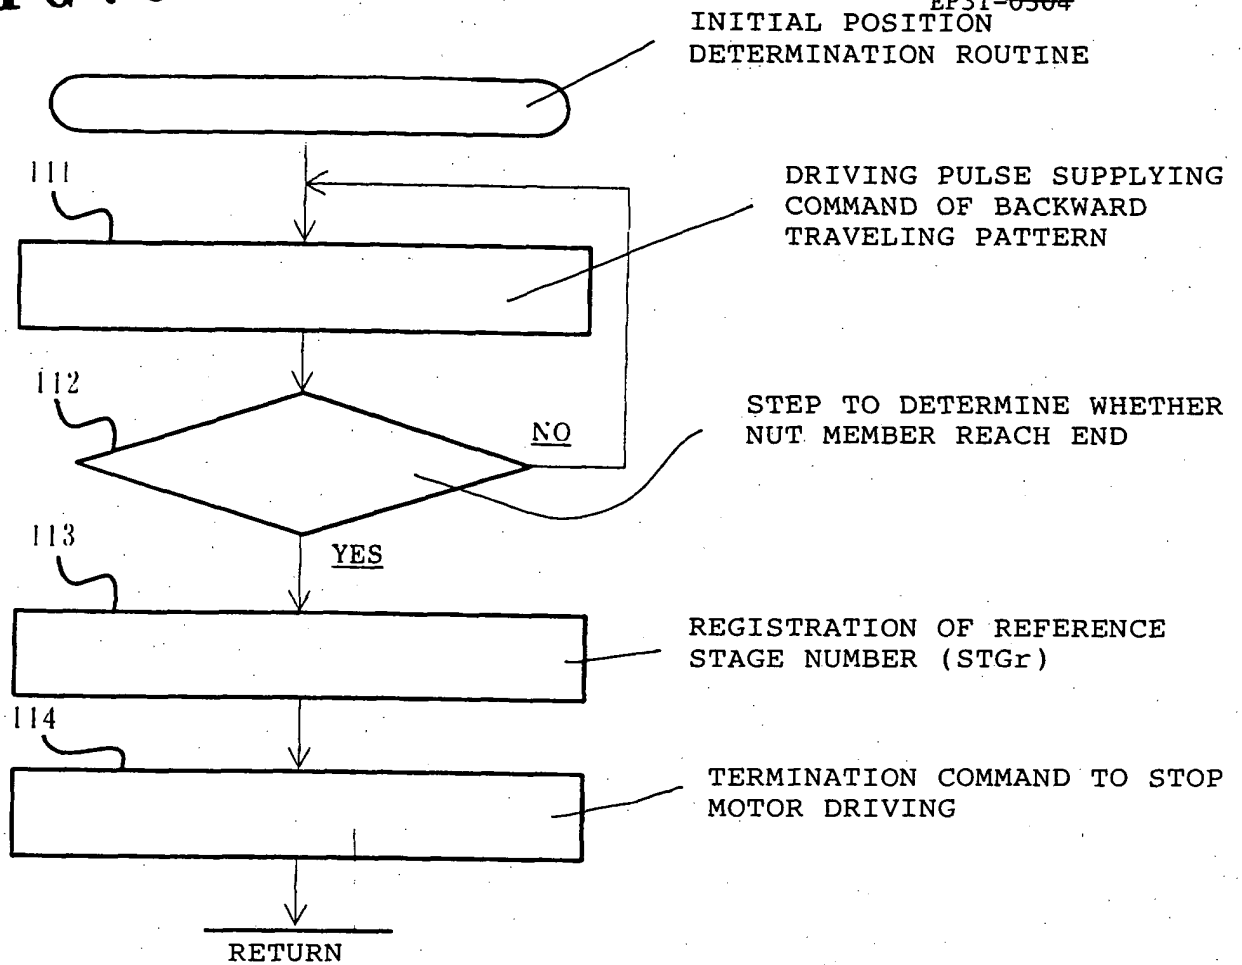 INITIAL POSITION
DETERMINATION ROUTINE
111
DRIVING PULSE SUPPLYING
COMMAND OF BACKWARD
TRAVELING PATTERN
112
NO
STEP TO DETERMINE WHETHER
NUT MEMBER REACH END
113
YES
REGISTRATION OF REFERENCE
STAGE NUMBER (STGr)
114
TERMINATION COMMAND TO STOP
MOTOR DRIVING
RETURN